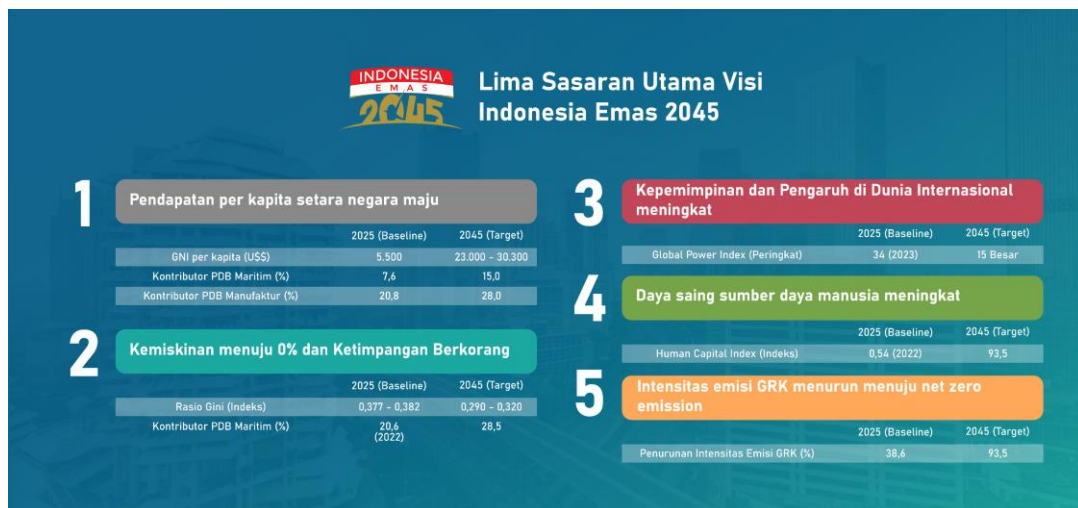 INDONESIA
EMAS
2045
Lima Sasaran Utama Visi
Indonesia Emas 2045
1
Pendapatan per kapita setara negara maju
2025 (Baseline) 2045 (Target)
GNI per kapita (US$) 5.500 23.000 - 30.300
Kontributor PDB Maritim (%) 7,6 15,0
Kontributor PDB Manufaktur (%) 20,8 28,0
2
Kemiskinan menuju 0% dan Ketimpangan Berkorang
2025 (Baseline) 2045 (Target)
Rasio Gini (Indeks) 0,377 - 0,382 0,290 - 0,320
Kontributor PDB Maritim (%) 20,6 28,5
(2022)
3
Kepemimpinan dan Pengaruh di Dunia Internasional
meningkat
2025 (Baseline) 2045 (Target)
Global Power Index (Peringkat) 34 (2023) 15 Besar
4
Daya saing sumber daya manusia meningkat
2025 (Baseline) 2045 (Target)
Human Capital Index (Indeks) 0,54 (2022) 93,5
5
Intensitas emisi GRK menurun menuju net zero
emission
2025 (Baseline) 2045 (Target)
Penurunan Intensitas Emisi GRK (%) 38,6 93,5